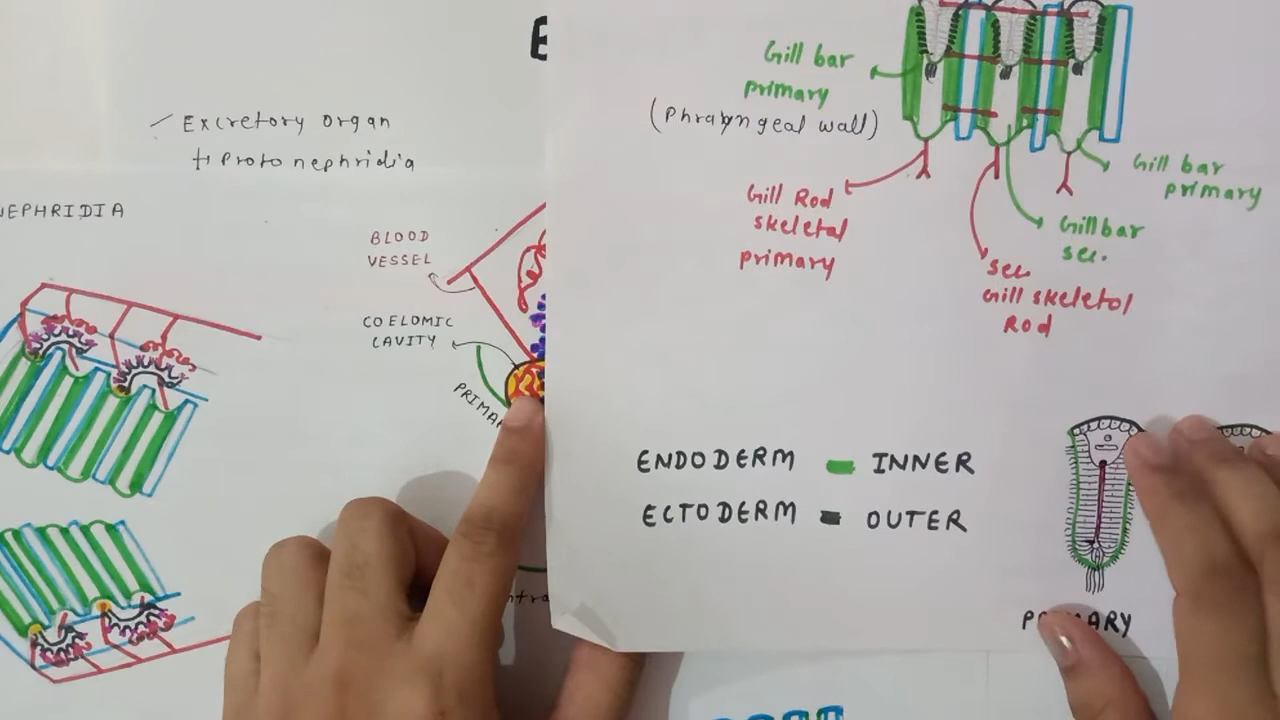 Excretory organ
Protonephridia
NEPHRIDIA
BLOOD
VESSEL
COELOMIC
CAVITY
Gill bar
primary
(Pharyngeal wall)
Gill Rod
skeletal
primary
Gill bar
primary
Gill bar
sec.
Sec
Gill skeletal
Rod
ENDODERM - INNER
ECTODERM - OUTER